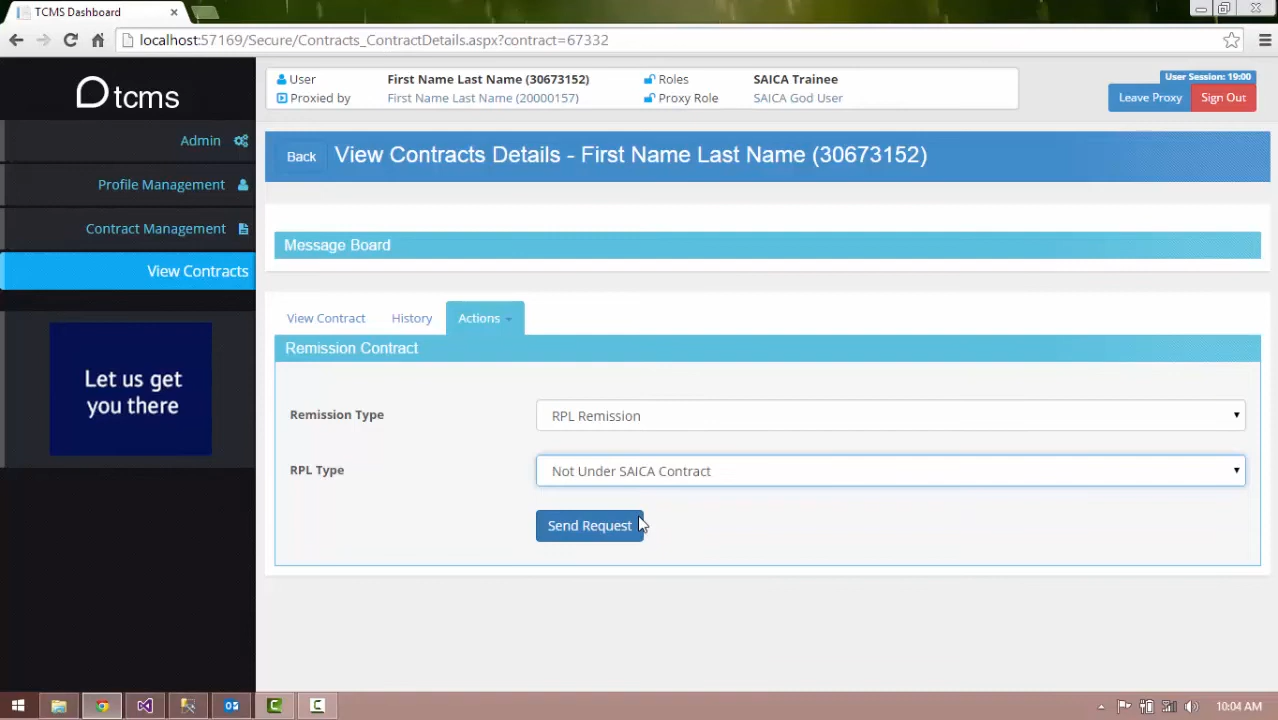 TCMS Dashboard ×
localhost:57169/Secure/Contracts_ContractDetails.aspx?contract=67332
tcms
User First Name Last Name (30673152) Roles SAICA Trainee
Proxied by First Name Last Name (20000157) Proxy Role SAICA God User
User Session: 19:00
Leave Proxy Sign Out
Admin
Profile Management
Contract Management
View Contracts
Let us get
you there
Back View Contracts Details - First Name Last Name (30673152)
Message Board
View Contract History Actions
Remission Contract
Remission Type RPL Remission
RPL Type Not Under SAICA Contract
Send Request
10:04 AM